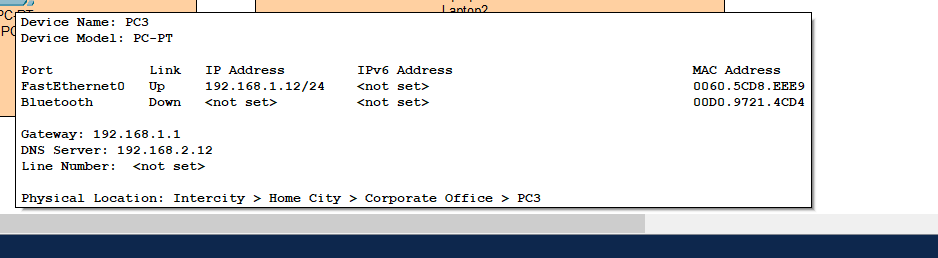 Laptop2
Device Name: PC3
Device Model: PC-PT
Port Link IP Address IPv6 Address MAC Address
FastEthernet0 Up 192.168.1.12/24 <not set> 0060.5CD8.EEE9
Bluetooth Down <not set> <not set> 00D0.9721.4CD4
Gateway: 192.168.1.1
DNS Server: 192.168.2.12
Line Number: <not set>
Physical Location: Intercity > Home City > Corporate Office > PC3